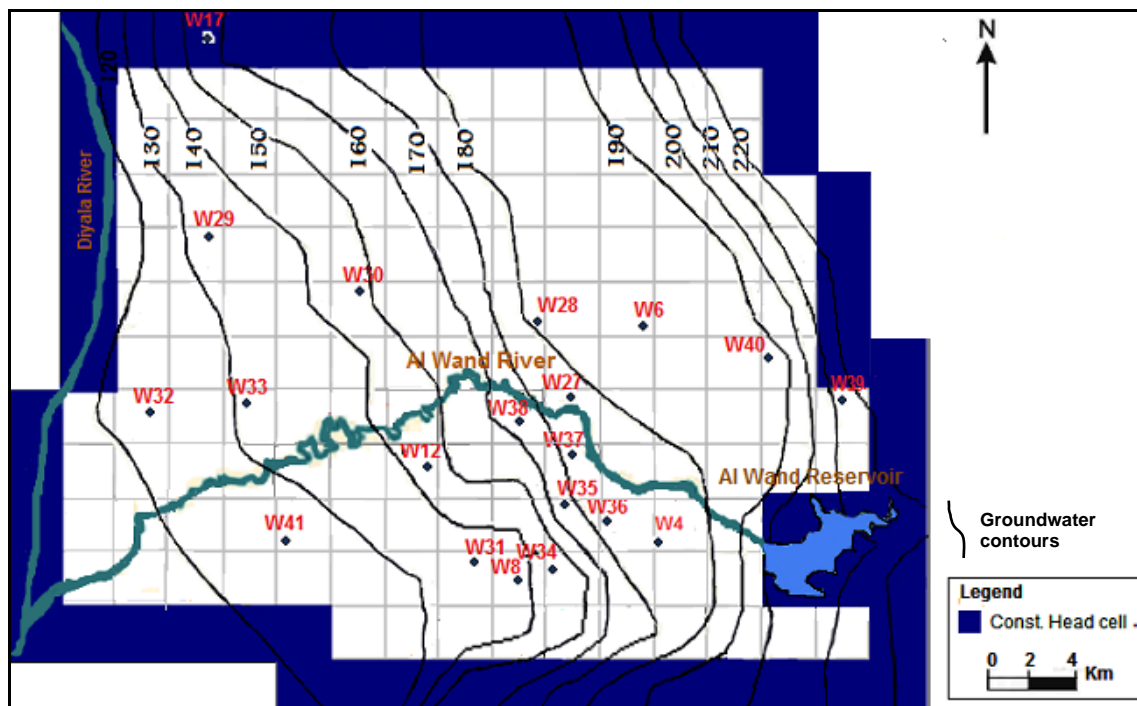 W17
N
120
130
140
150
160
170
180
190
200
210
220
Diyala River
W29
W30
W28
W6
W40
Al Wand River
W39
W32
W33
W27
W38
W12
W37
Al Wand Reservoir
W35
W36
W41
W4
W31
W34
W8
Groundwater
contours
Legend
Const. Head cell
0 2 4
Km